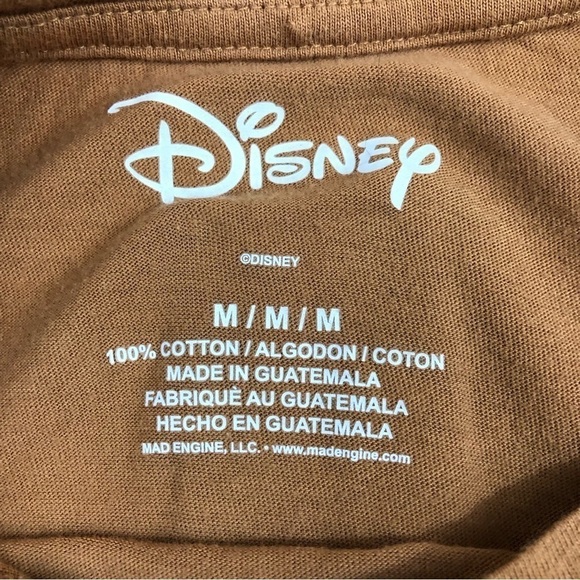 Disney
©DISNEY
M / M / M
100% COTTON / ALGODON / COTON
MADE IN GUATEMALA
FABRIQUÈ AU GUATEMALA
HECHO EN GUATEMALA
MAD ENGINE, LLC. • www.madengine.com